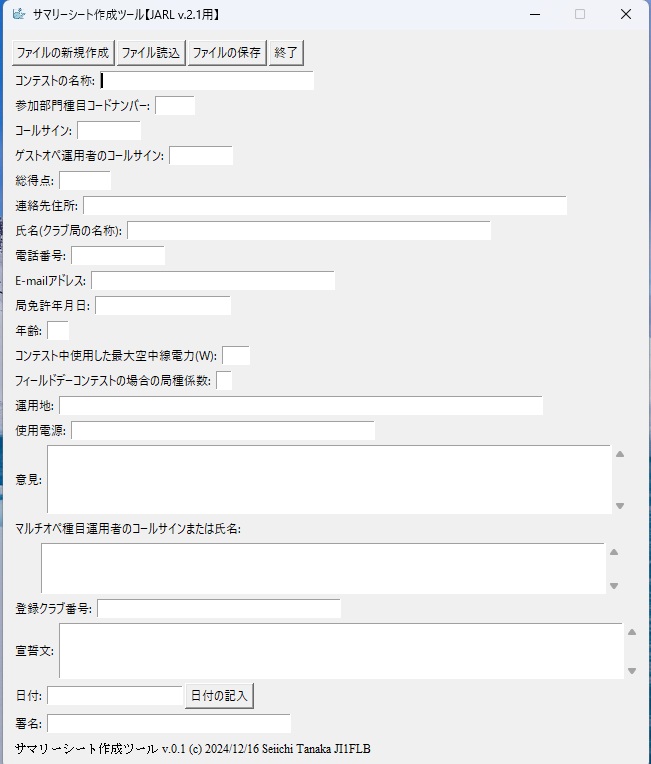 サマリーシート作成ツール【JARL v.2.1用】
ファイルの新規作成 ファイル読込 ファイルの保存 終了
コンテストの名称:
参加部門種目コードナンバー:
コールサイン:
ゲストオペ運用者のコールサイン:
総得点:
連絡先住所:
氏名(クラブ局の名称):
電話番号:
E-mailアドレス:
局免許年月日:
年齢:
コンテスト中使用した最大空中線電力(W):
フィールドデーコンテストの場合の局種係数:
運用地:
使用電源:
意見:
マルチオペ種目運用者のコールサインまたは氏名:
登録クラブ番号:
宣誓文:
日付: 日付の記入
署名:
サマリーシート作成ツール v.0.1 (c) 2024/12/16 Seiichi Tanaka JI1FLB